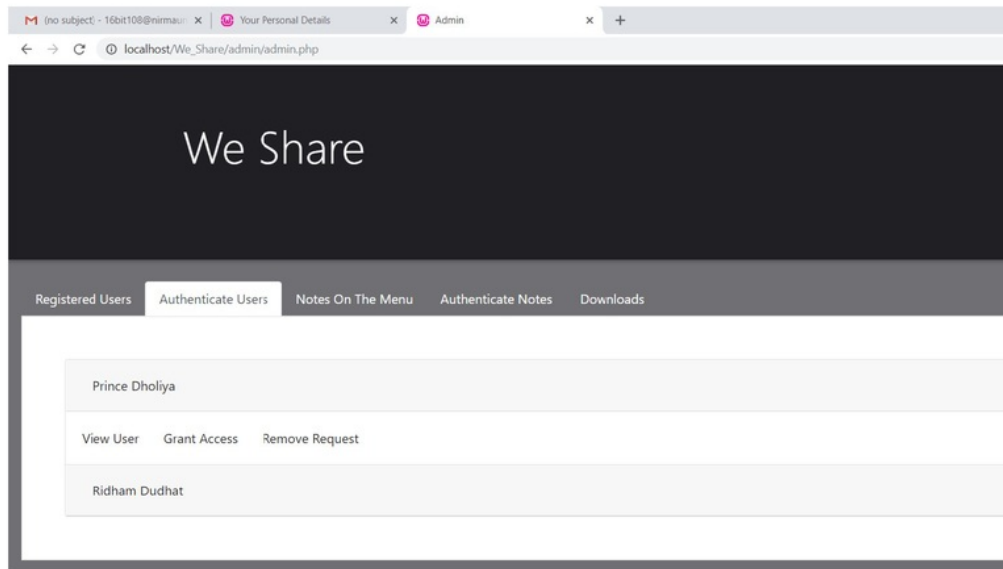 (no subject) - 16bit108@nirmaun Your Personal Details Admin
localhost/We_Share/admin/admin.php
We Share
Registered Users Authenticate Users Notes On The Menu Authenticate Notes Downloads
Prince Dholiya
View User Grant Access Remove Request
Ridham Dudhat